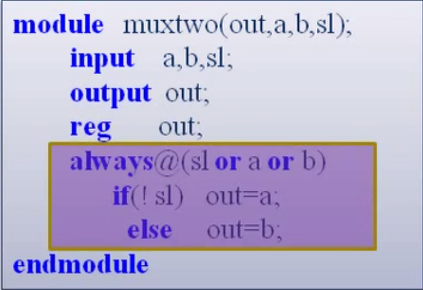 module muxtwo(out,a,b,sl);
input a,b,sl;
output out;
reg out;
always@(sl or a or b)
if(! sl) out=a;
else out=b;
endmodule